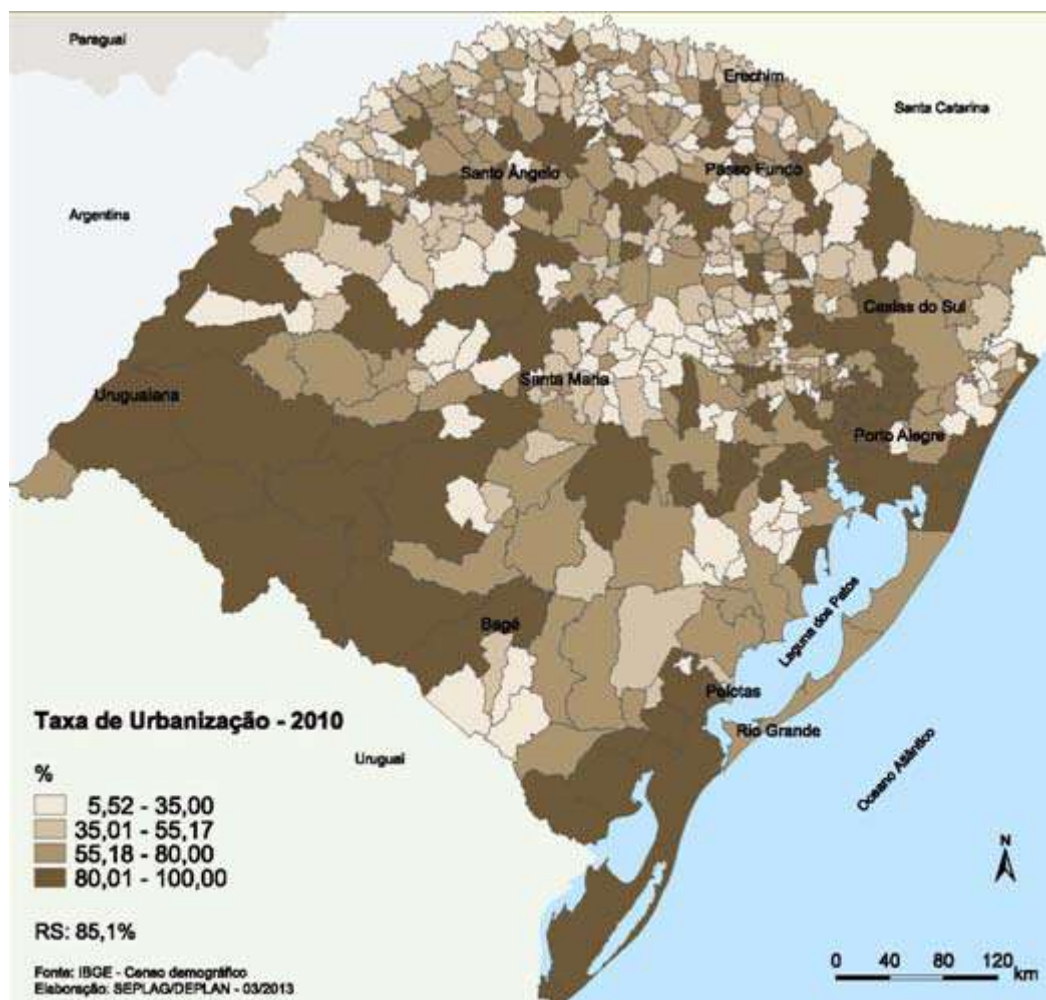 Paraguai
Erechim
Santa Catarina
Santo Ângelo
Passo Fundo
Argentina
Caxias do Sul
Santa Maria
Uruguaiana
Porto Alegre
Laguna dos Patos
Bagé
Pelotas
Rio Grande
Oceano Atlântico
Uruguai
Taxa de Urbanização - 2010
%
5,52 - 35,00
35,01 - 55,17
55,18 - 80,00
80,01 - 100,00
RS: 85,1%
Fonte: IBGE - Censo demográfico
Elaboração: SEPLAG/DEPLAN - 03/2013
N
0 40 80 120
km